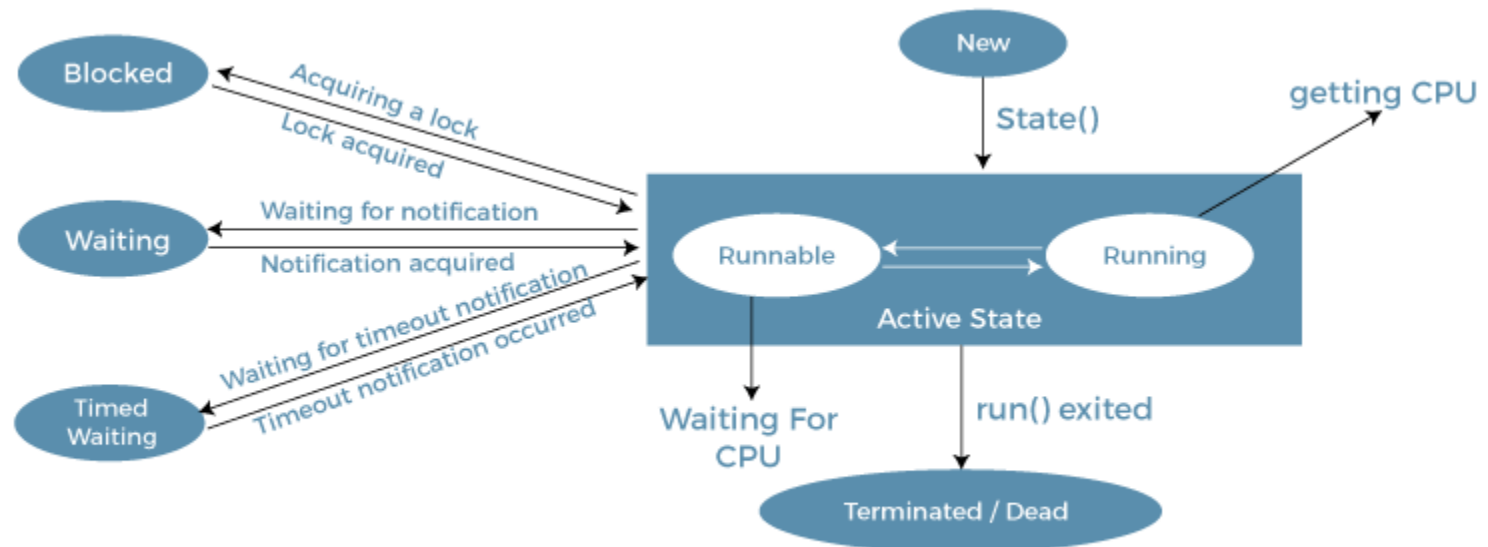 New
State()
getting CPU
Blocked
Acquiring a lock
Lock acquired
Waiting
Waiting for notification
Notification acquired
Runnable
Running
Active State
Timed
Waiting
Waiting for timeout notification
Timeout notification occurred
Waiting For
CPU
run() exited
Terminated / Dead